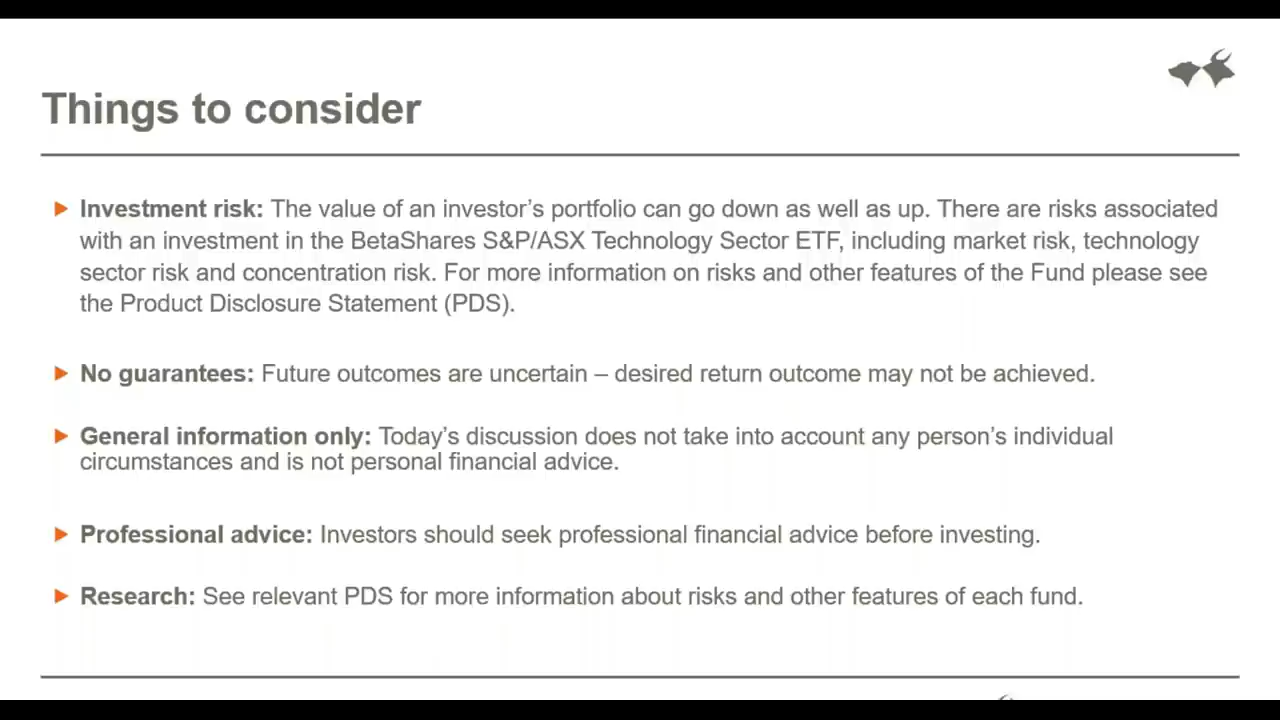 Things to consider
Investment risk: The value of an investor’s portfolio can go down as well as up. There are risks associated
with an investment in the BetaShares S&P/ASX Technology Sector ETF, including market risk, technology
sector risk and concentration risk. For more information on risks and other features of the Fund please see
the Product Disclosure Statement (PDS).
No guarantees: Future outcomes are uncertain – desired return outcome may not be achieved.
General information only: Today’s discussion does not take into account any person’s individual
circumstances and is not personal financial advice.
Professional advice: Investors should seek professional financial advice before investing.
Research: See relevant PDS for more information about risks and other features of each fund.